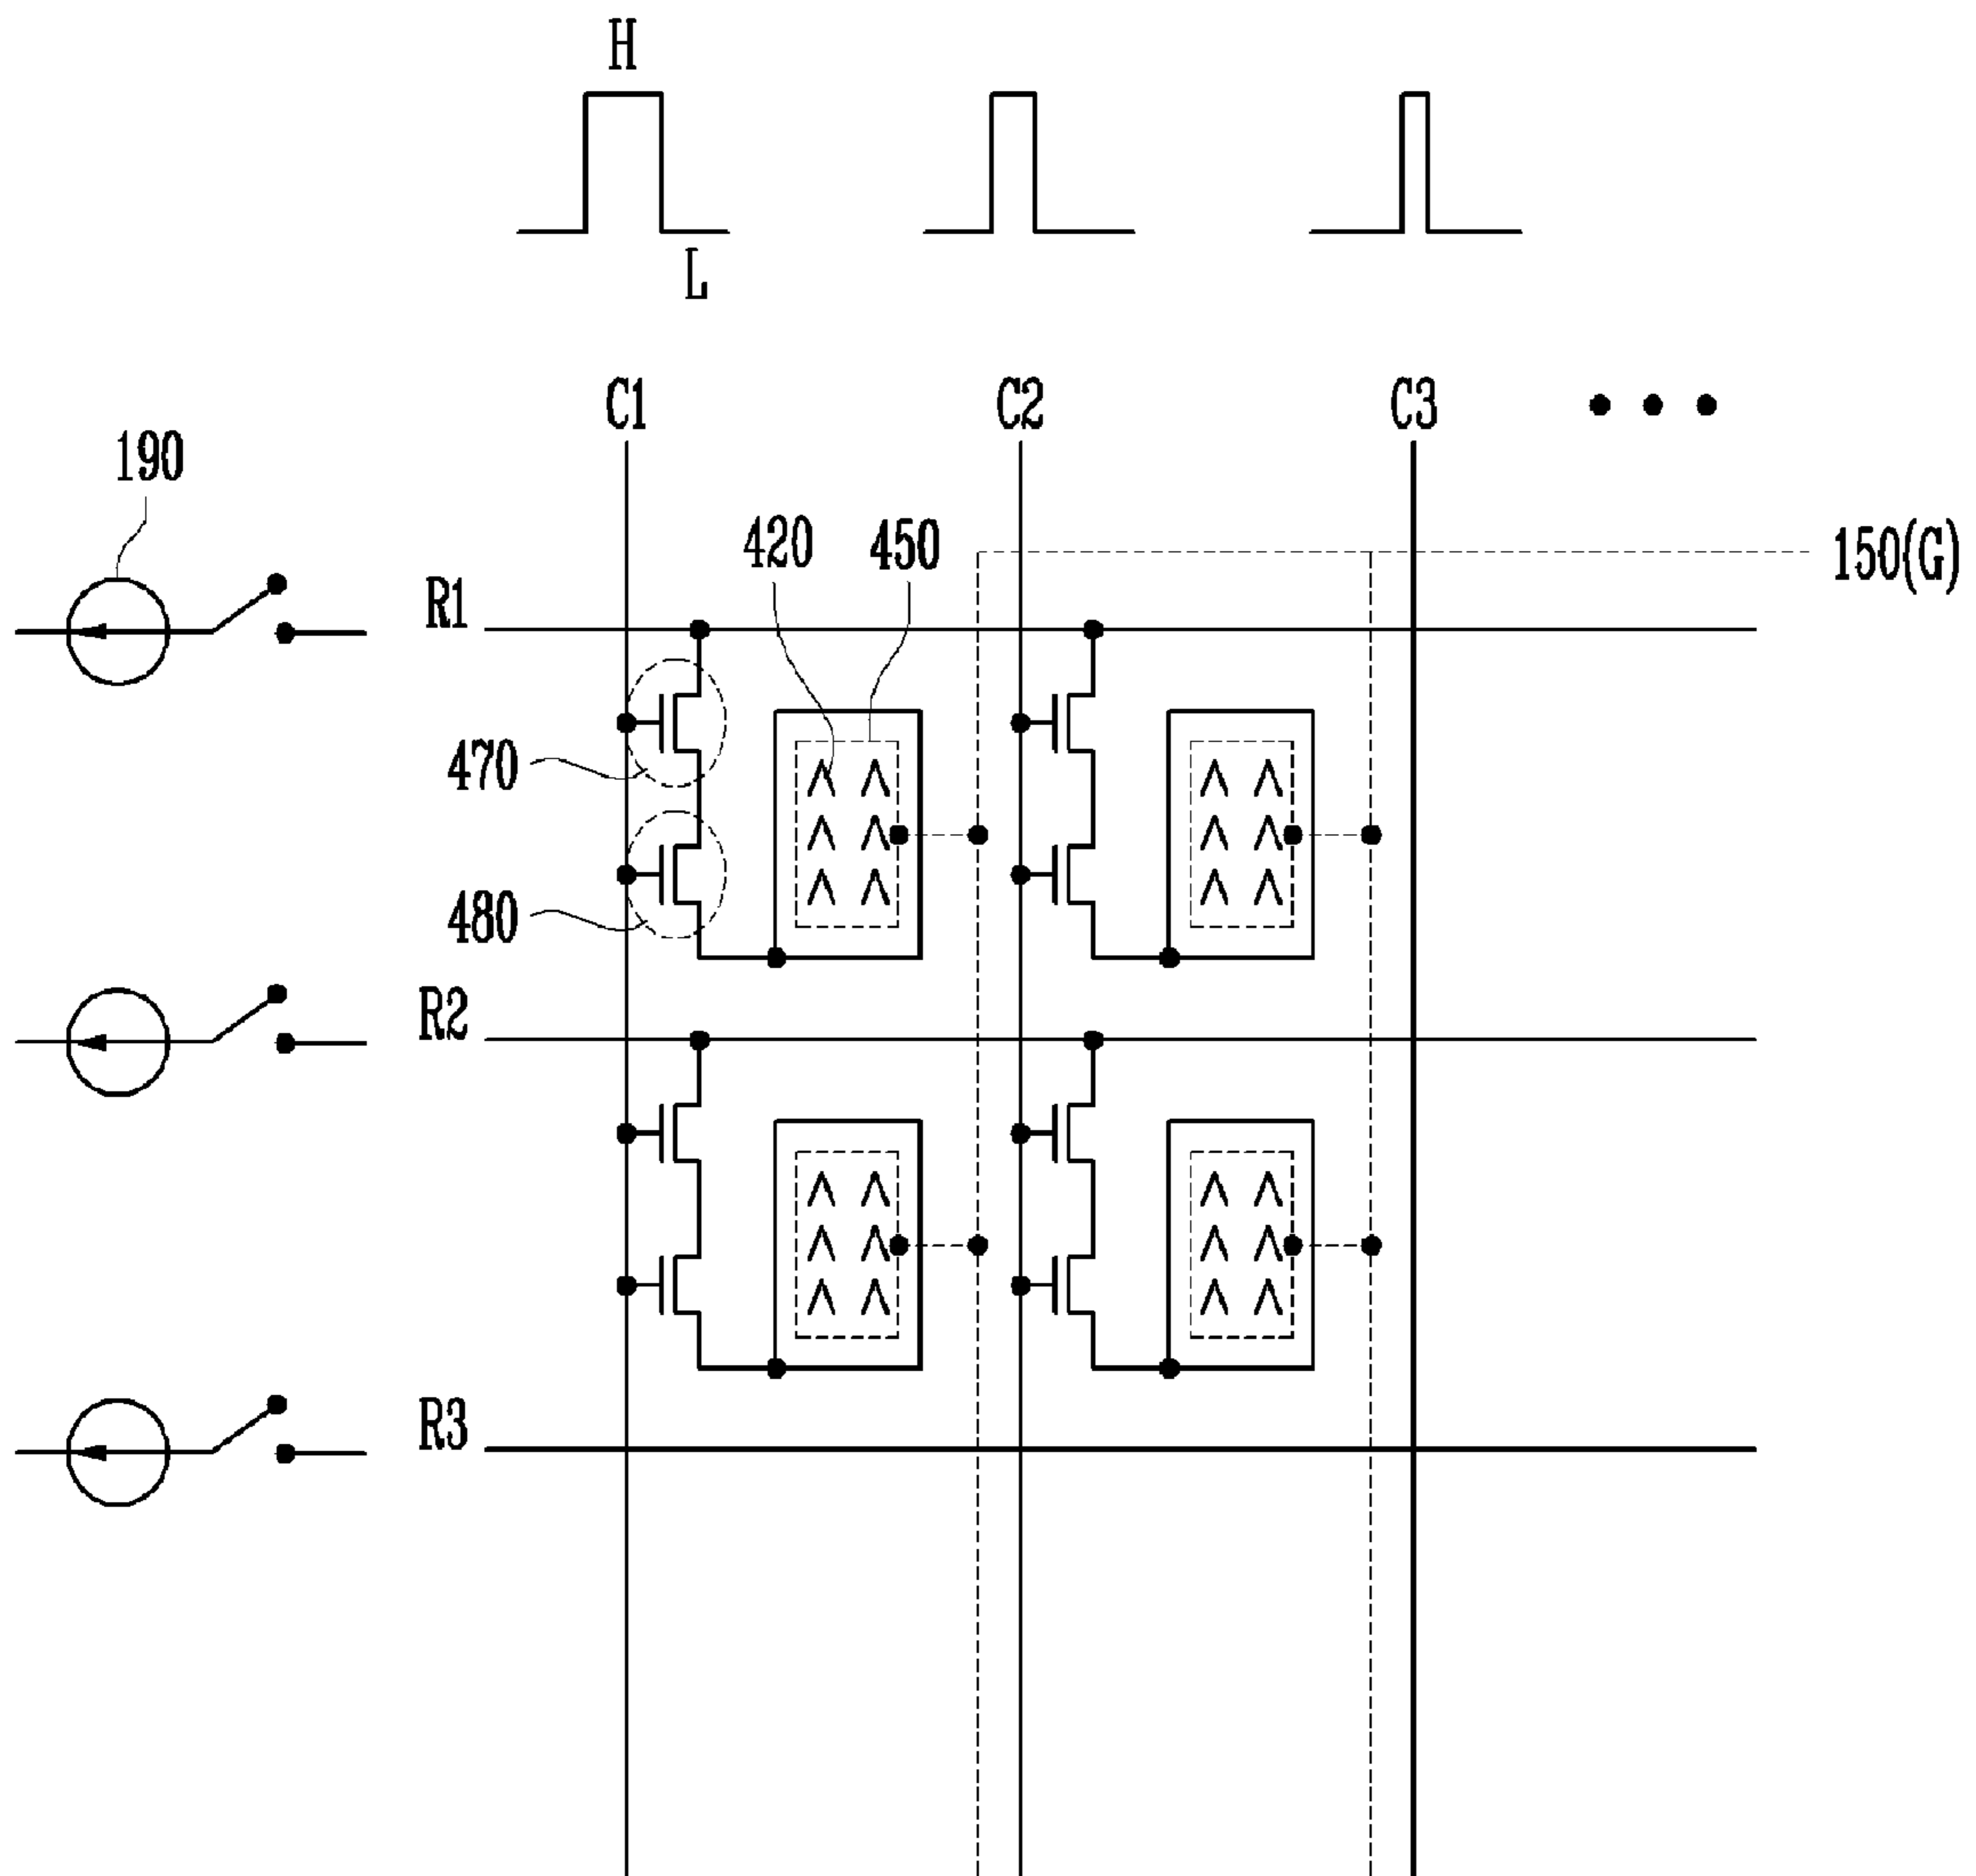 H
L
C1 C2 C3 • • •
190
420 450
150(G)
R1
470
480
R2
R3